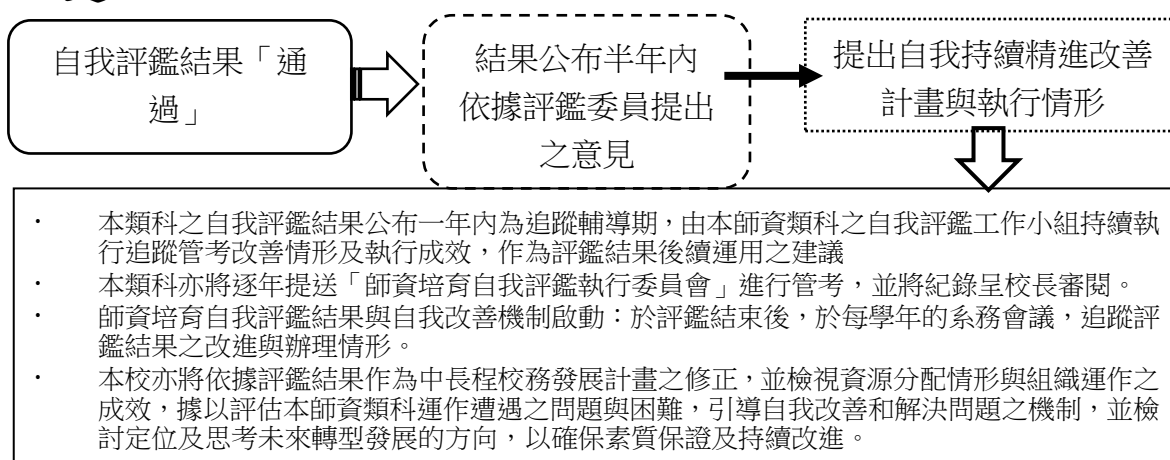 自我評鑑結果「通
過」
結果公布半年內
依據評鑑委員提出
之意見
提出自我持續精進改善
計畫與執行情形
· 本類科之自我評鑑結果公布一年內為追蹤輔導期，由本師資類科之自我評鑑工作小組持續執
行追蹤管考改善情形及執行成效，作為評鑑結果後續運用之建議
· 本類科亦將逐年提送「師資培育自我評鑑執行委員會」進行管考，並將紀錄呈校長審閱。
· 師資培育自我評鑑結果與自我改善機制啟動：於評鑑結束後，於每學年的系務會議，追蹤評
鑑結果之改進與辦理情形。
· 本校亦將依據評鑑結果作為中長程校務發展計畫之修正，並檢視資源分配情形與組織運作之
成效，據以評估本師資類科運作遭遇之問題與困難，引導自我改善和解決問題之機制，並檢
討定位及思考未來轉型發展的方向，以確保素質保證及持續改進。